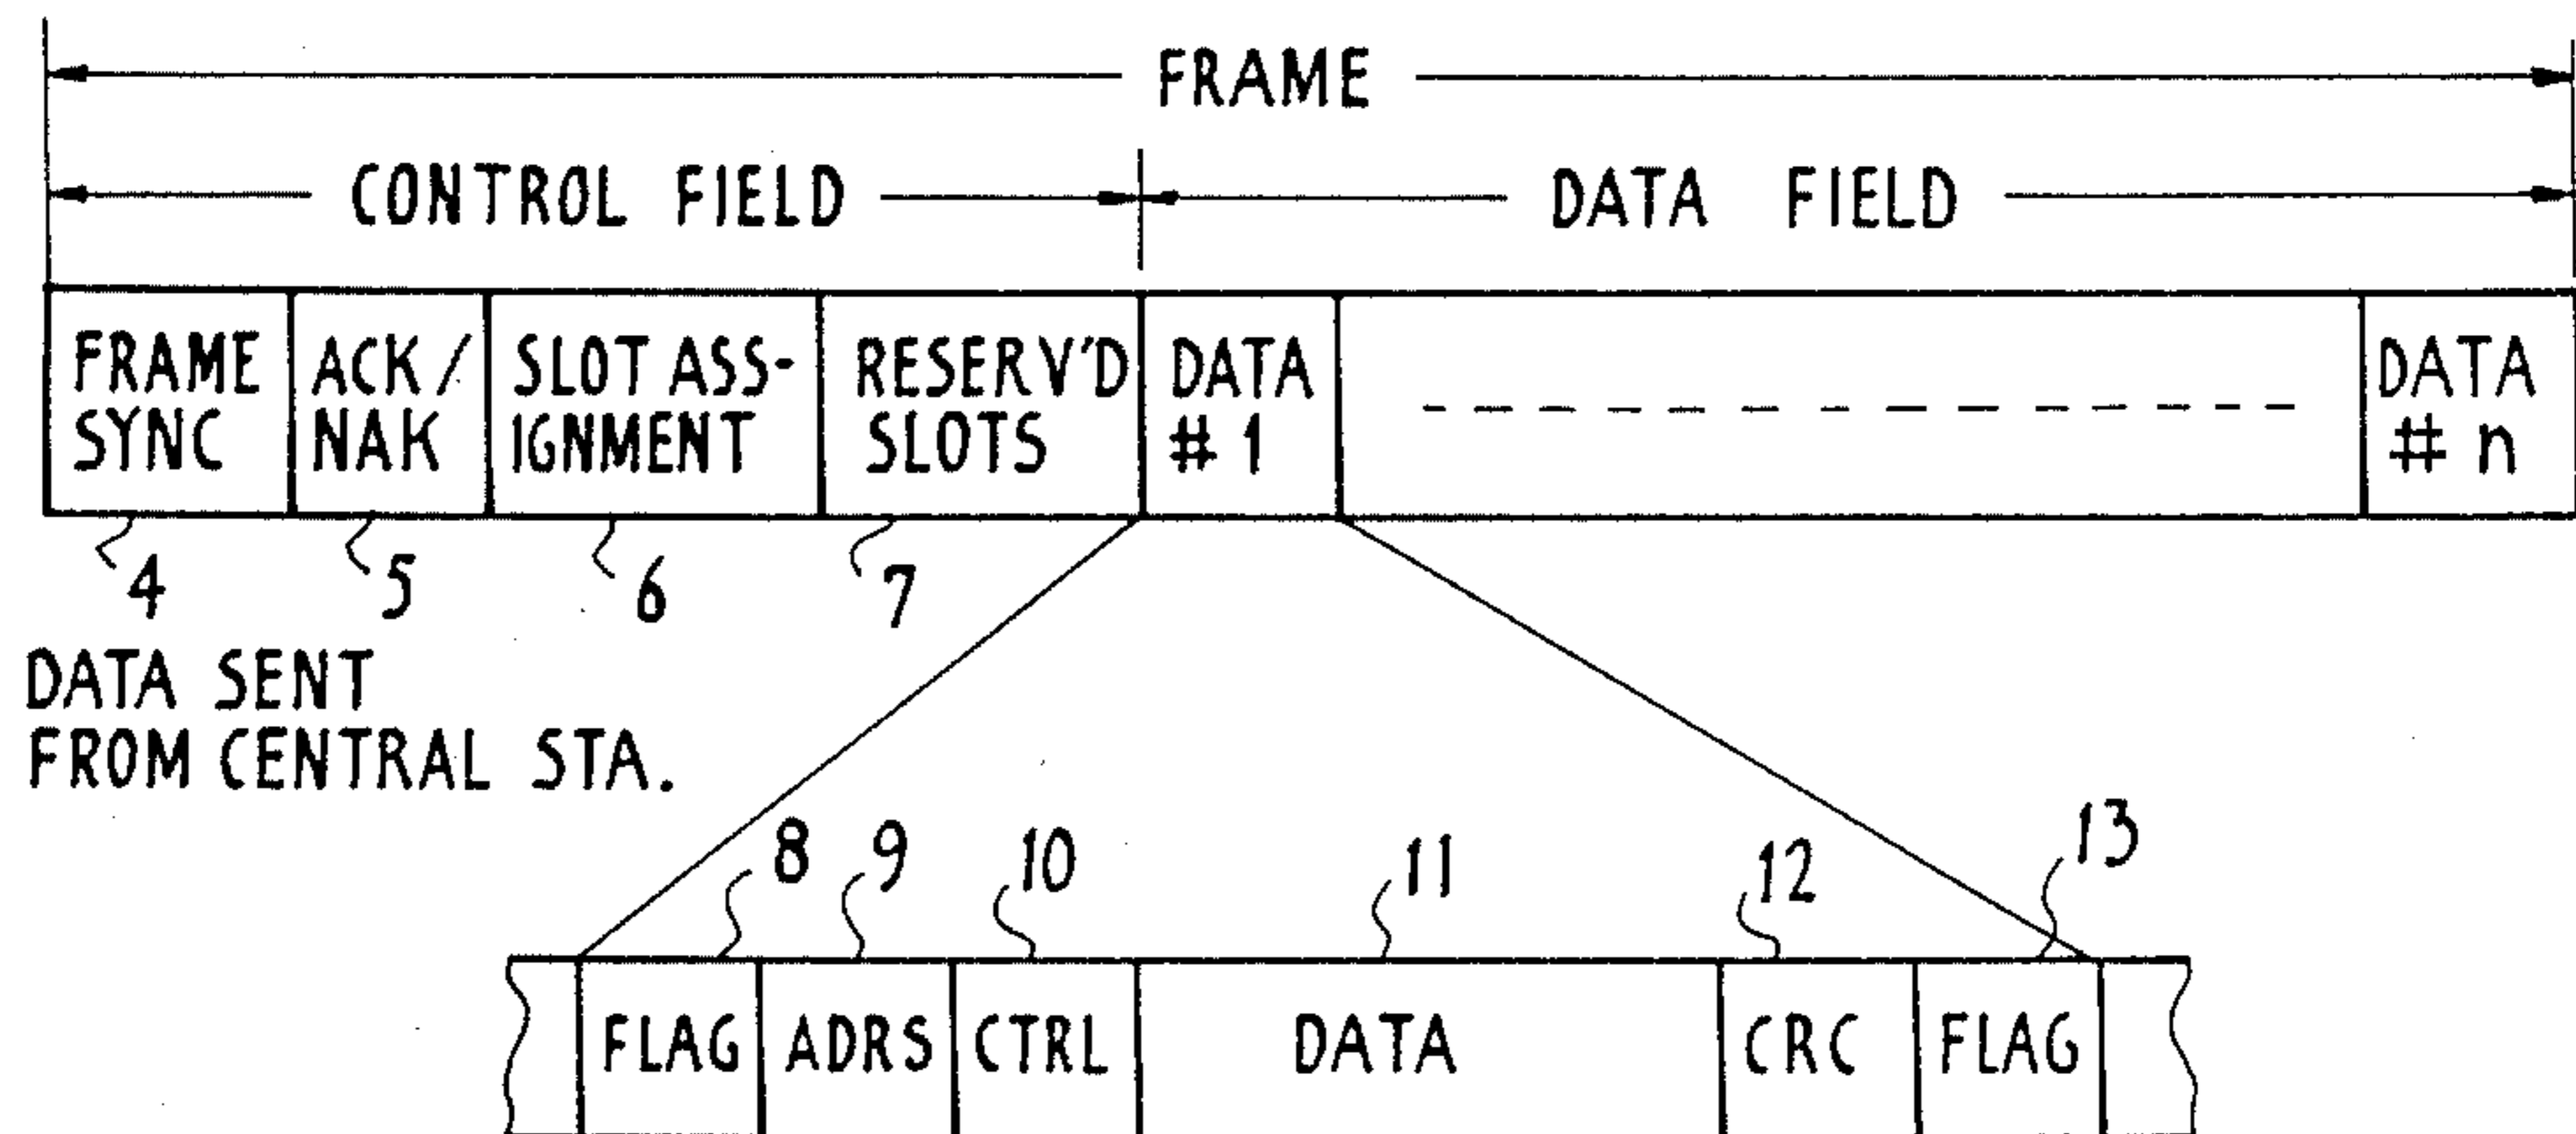 FRAME
CONTROL FIELD DATA FIELD
FRAME SYNC ACK/NAK SLOT ASS-IGNMENT RESERV'D SLOTS DATA #1 DATA #n
4 5 6 7
DATA SENT
FROM CENTRAL STA.
8 9 10 11 12 13
FLAG ADRS CTRL DATA CRC FLAG